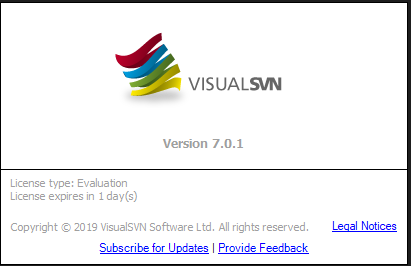 VISUALSVN
Version 7.0.1
License type: Evaluation
License expires in 1 day(s)
Copyright © 2019 VisualSVN Software Ltd. All rights reserved. Legal Notices
Subscribe for Updates | Provide Feedback